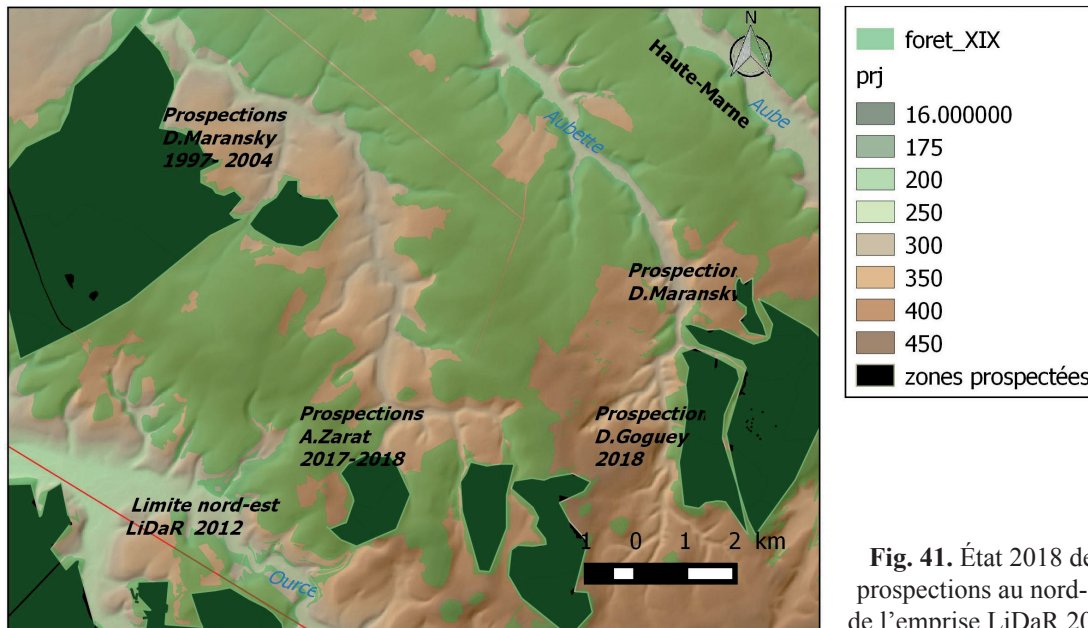 N
Haute-Marne
Aube
Aubette
Prospections
D.Maransky
1997- 2004
Prospection
D.Maransky
Prospections
A.Zarat
2017-2018
Prospection
D.Goguey
2018
Limite nord-est
LiDaR 2012
Ource
1 0 1 2 km
foret_XIX
prj
16.000000
175
200
250
300
350
400
450
zones prospectées
Fig. 41. État 2018 de
prospections au nord-
de l’emprise LiDaR 20